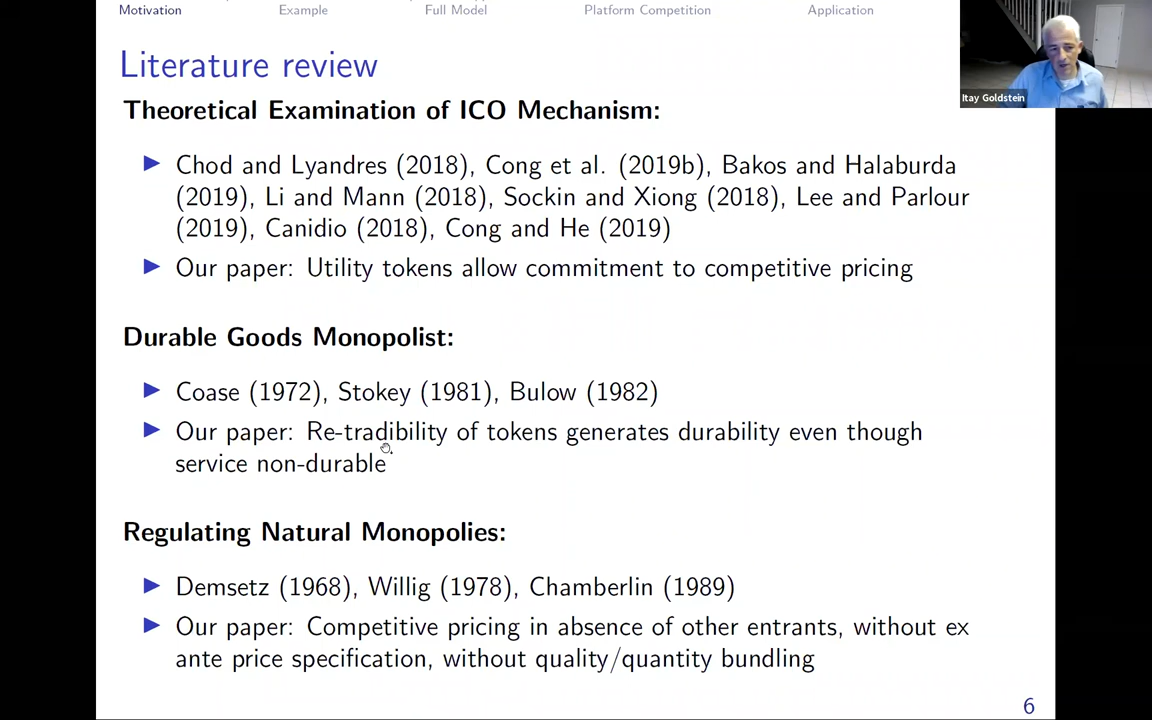 Motivation Example Full Model Platform Competition Application
Literature review
Itay Goldstein
Theoretical Examination of ICO Mechanism:
Chod and Lyandres (2018), Cong et al. (2019b), Bakos and Halaburda
(2019), Li and Mann (2018), Sockin and Xiong (2018), Lee and Parlour
(2019), Canidio (2018), Cong and He (2019)
Our paper: Utility tokens allow commitment to competitive pricing
Durable Goods Monopolist:
Coase (1972), Stokey (1981), Bulow (1982)
Our paper: Re-tradibility of tokens generates durability even though
service non-durable
Regulating Natural Monopolies:
Demsetz (1968), Willig (1978), Chamberlin (1989)
Our paper: Competitive pricing in absence of other entrants, without ex
ante price specification, without quality/quantity bundling
6